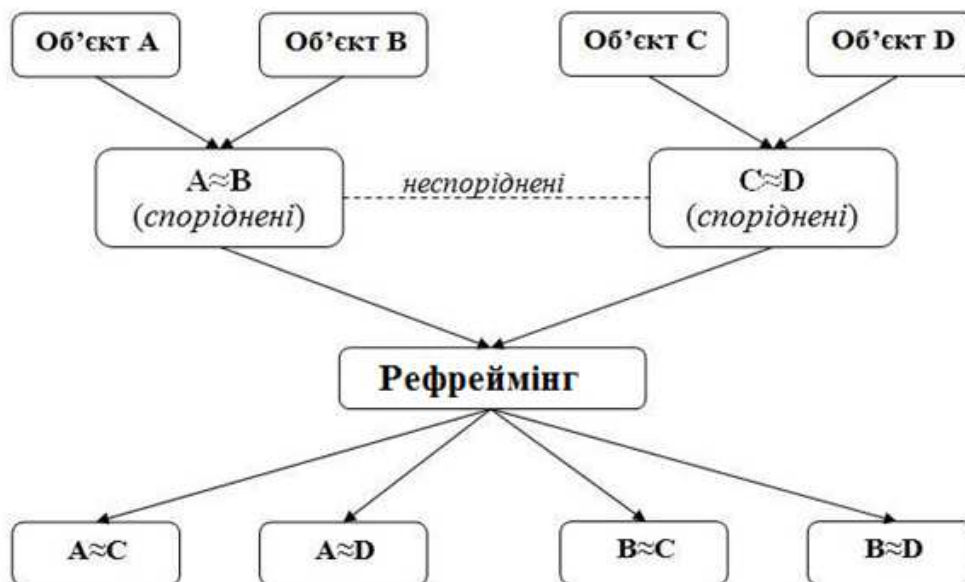 Об’єкт A
Об’єкт B
Об’єкт C
Об’єкт D
A≈B
(споріднені)
неспоріднені
C≈D
(споріднені)
Рефреймінг
A≈C
A≈D
B≈C
B≈D